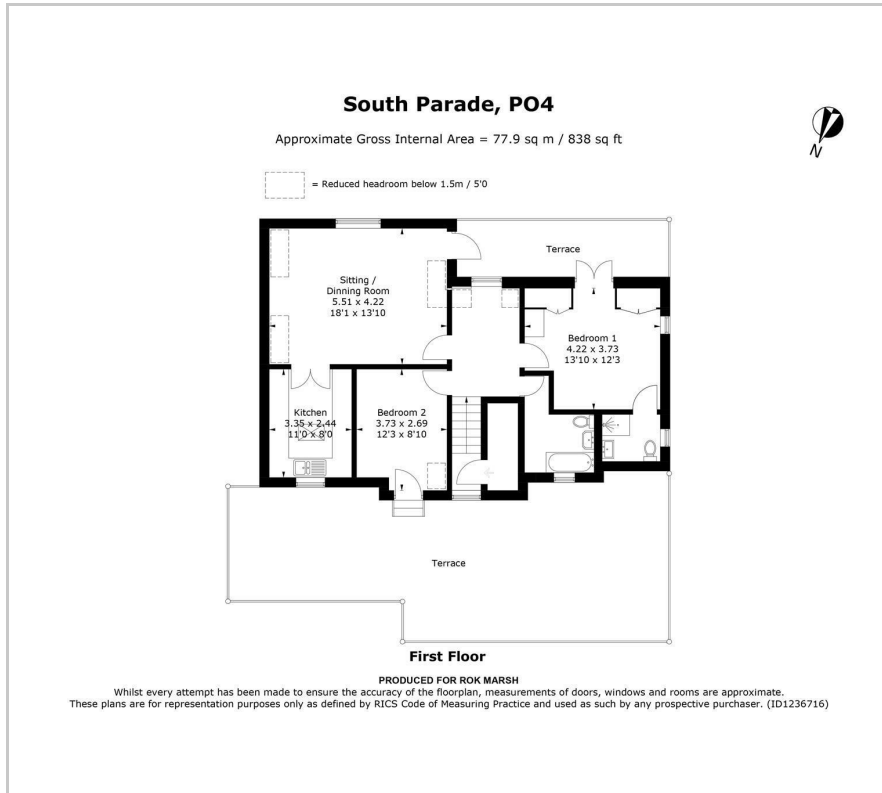 South Parade, PO4
Approximate Gross Internal Area = 77.9 sq m / 838 sq ft
N
= Reduced headroom below 1.5m / 5'0
Terrace
Sitting /
Dinning Room
5.51 x 4.22
18'1 x 13'10
Bedroom 1
4.22 x 3.73
13'10 x 12'3
Kitchen
3.35 x 2.44
11'0 x 8'0
Bedroom 2
3.73 x 2.69
12'3 x 8'10
Terrace
First Floor
PRODUCED FOR ROK MARSH
Whilst every attempt has been made to ensure the accuracy of the floorplan, measurements of doors, windows and rooms are approximate.
These plans are for representation purposes only as defined by RICS Code of Measuring Practice and used as such by any prospective purchaser. (ID1236716)